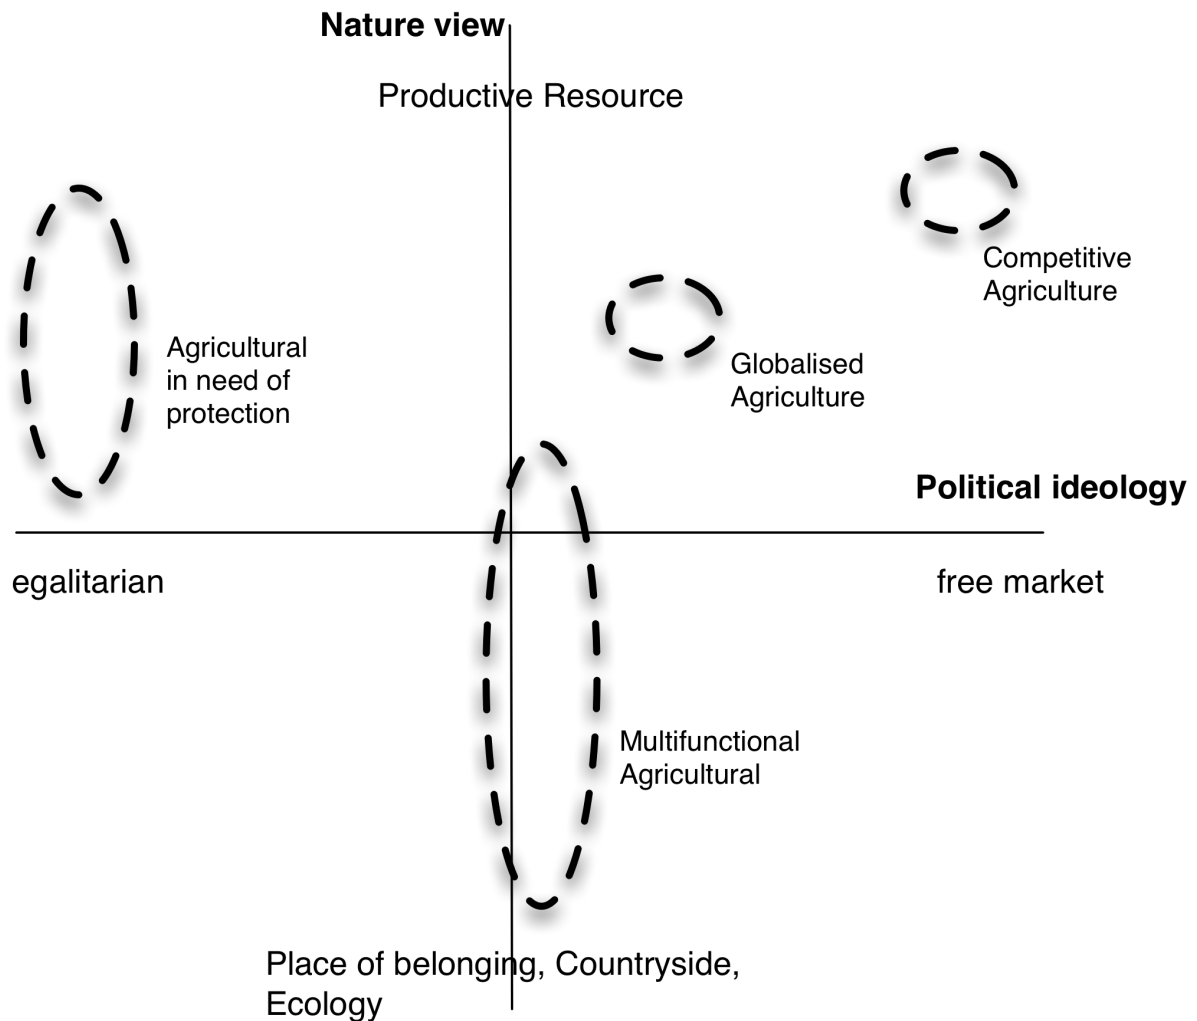 Nature view
Productive Resource
Competitive
Agriculture
Agricultural
in need of
protection
Globalised
Agriculture
Political ideology
egalitarian
free market
Multifunctional
Agricultural
Place of belonging, Countryside,
Ecology